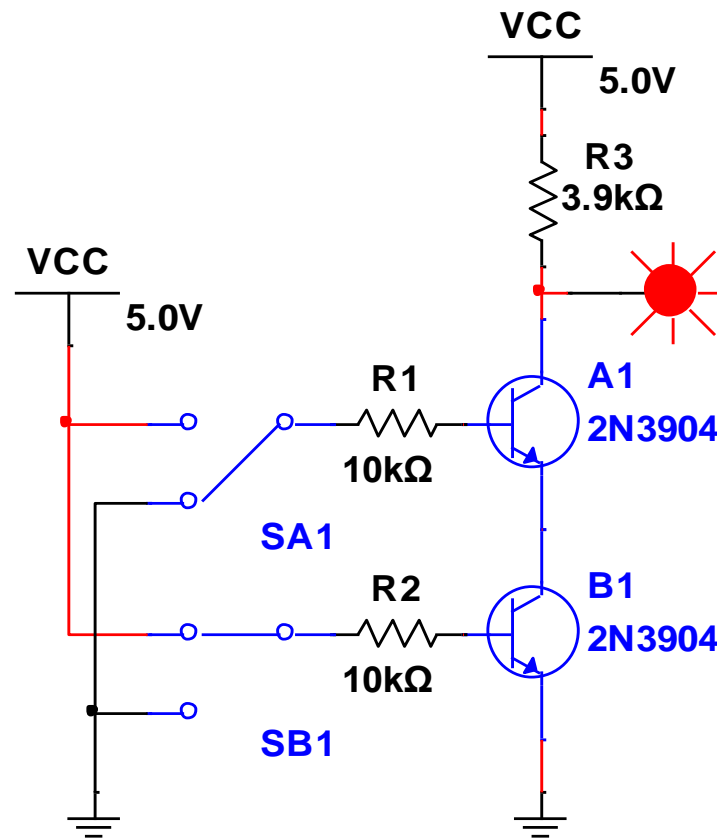 VCC
5.0V
R3
3.9kΩ
VCC
5.0V
R1
10kΩ
A1
2N3904
SA1
R2
10kΩ
B1
2N3904
SB1